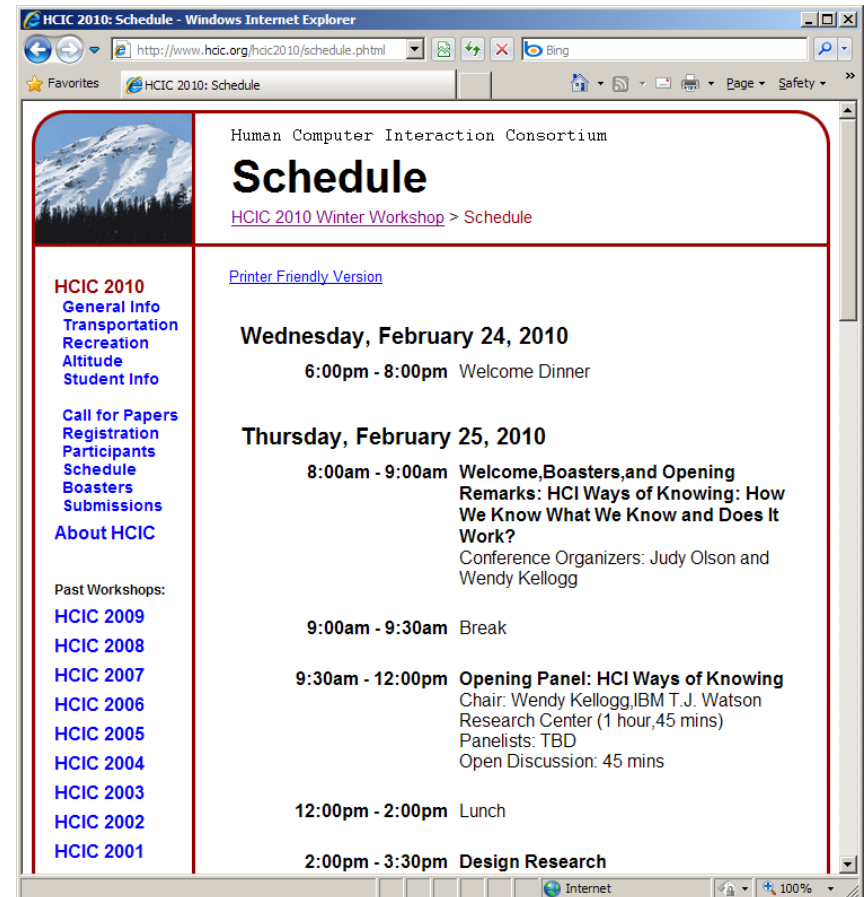 HCIC 2010: Schedule - Windows Internet Explorer
http://www.hcic.org/hcic2010/schedule.phtml
Bing
Favorites
HCIC 2010: Schedule
Page
Safety
»
Human Computer Interaction Consortium
Schedule
HCIC 2010 Winter Workshop > Schedule
HCIC 2010
General Info
Transportation
Recreation
Altitude
Student Info
Call for Papers
Registration
Participants
Schedule
Boasters
Submissions
About HCIC
Past Workshops:
HCIC 2009
HCIC 2008
HCIC 2007
HCIC 2006
HCIC 2005
HCIC 2004
HCIC 2003
HCIC 2002
HCIC 2001
Printer Friendly Version
Wednesday, February 24, 2010
6:00pm - 8:00pm Welcome Dinner
Thursday, February 25, 2010
8:00am - 9:00am Welcome,Boasters,and Opening
Remarks: HCI Ways of Knowing: How
We Know What We Know and Does It
Work?
Conference Organizers: Judy Olson and
Wendy Kellogg
9:00am - 9:30am Break
9:30am - 12:00pm Opening Panel: HCI Ways of Knowing
Chair: Wendy Kellogg,IBM T.J. Watson
Research Center (1 hour,45 mins)
Panelists: TBD
Open Discussion: 45 mins
12:00pm - 2:00pm Lunch
2:00pm - 3:30pm Design Research
Internet
100%